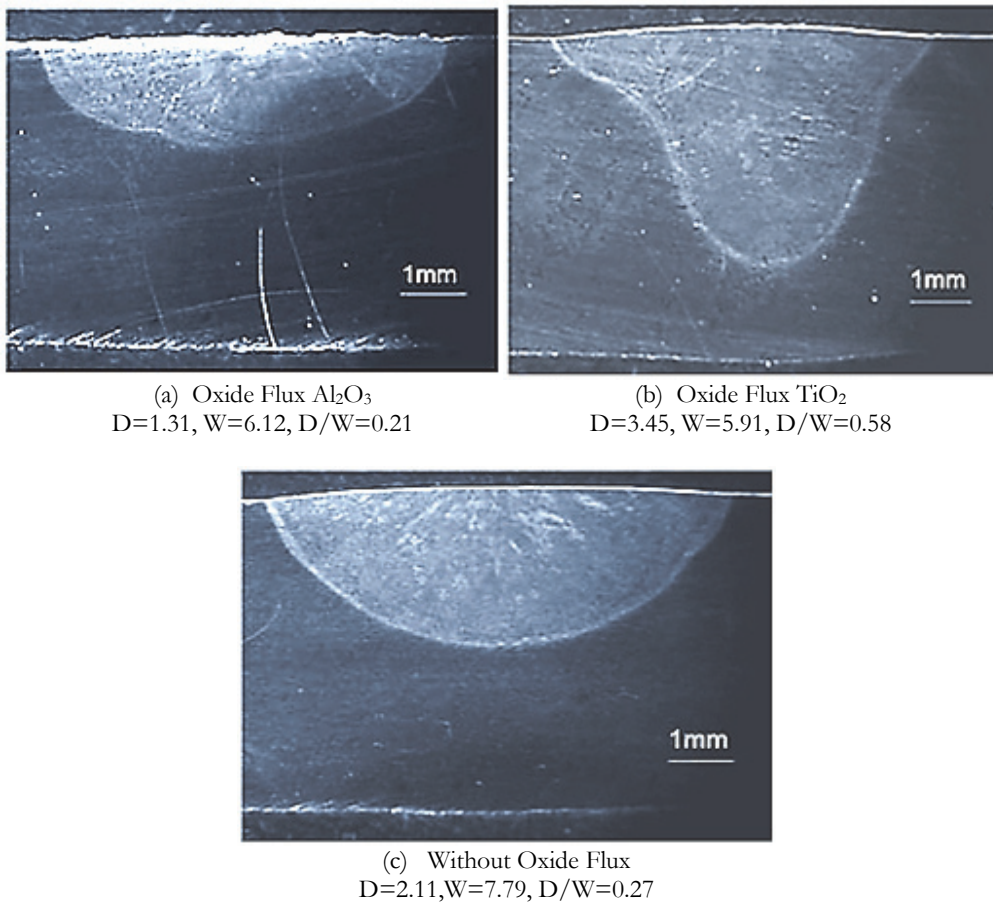 1mm
1mm
(a) Oxide Flux Al₂O₃
D=1.31, W=6.12, D/W=0.21
(b) Oxide Flux TiO₂
D=3.45, W=5.91, D/W=0.58
1mm
(c) Without Oxide Flux
D=2.11,W=7.79, D/W=0.27